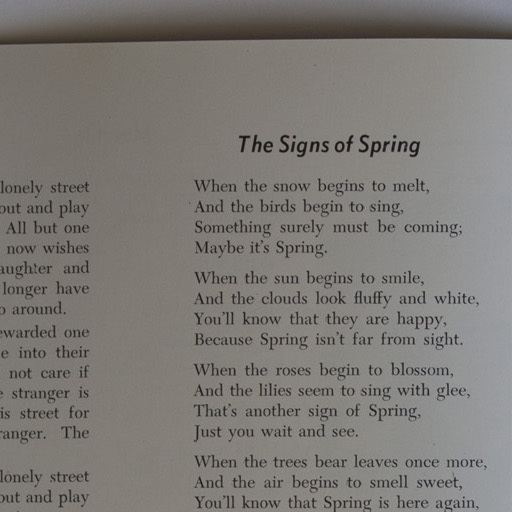 lonely street
out and play
All but one
now wishes
aughter and
longer have
o around.
ewarded one
e into their
not care if
e stranger is
is street for
ranger. The
lonely street
out and play
The Signs of Spring
When the snow begins to melt,
And the birds begin to sing,
Something surely must be coming;
Maybe it's Spring.
When the sun begins to smile,
And the clouds look fluffy and white,
You'll know that they are happy,
Because Spring isn't far from sight.
When the roses begin to blossom,
And the lilies seem to sing with glee,
That's another sign of Spring,
Just you wait and see.
When the trees bear leaves once more,
And the air begins to smell sweet,
You'll know that Spring is here again,